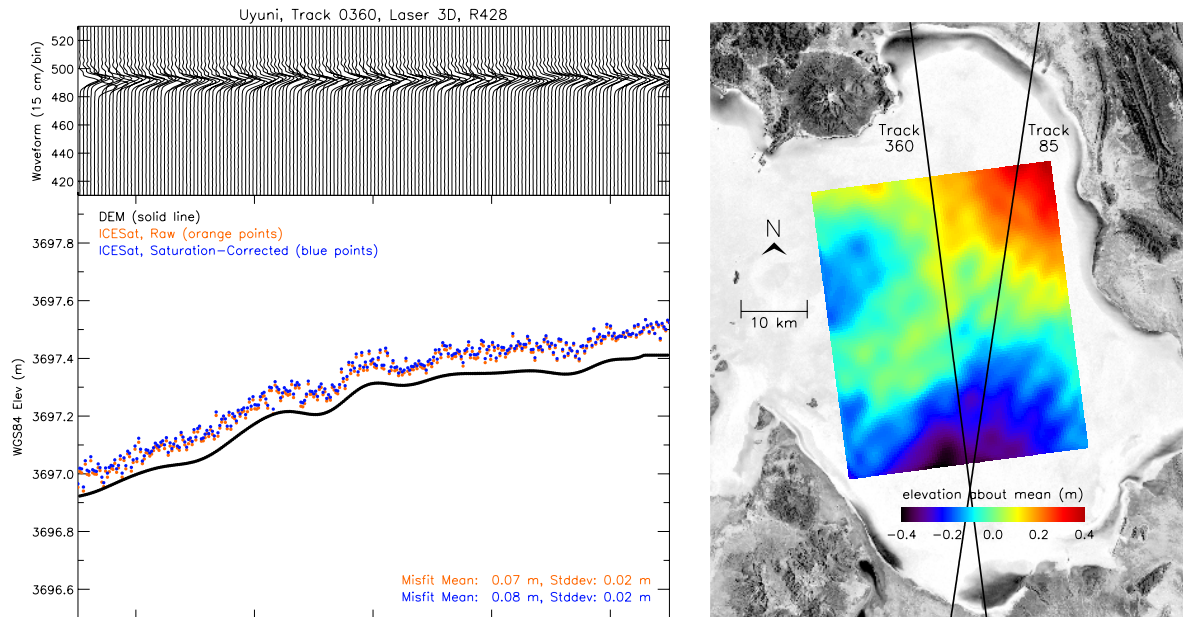 Uyuni, Track 0360, Laser 3D, R428
Waveform (15 cm/bin)
520
500
480
460
440
420
DEM (solid line)
ICESat, Raw (orange points)
ICESat, Saturation-Corrected (blue points)
WGS84 Elev (m)
3697.8
3697.6
3697.4
3697.2
3697.0
3696.8
3696.6
Misfit Mean: 0.07 m, Stddev: 0.02 m
Misfit Mean: 0.08 m, Stddev: 0.02 m
Track
360
Track
85
N
10 km
elevation about mean (m)
-0.4 -0.2 0.0 0.2 0.4